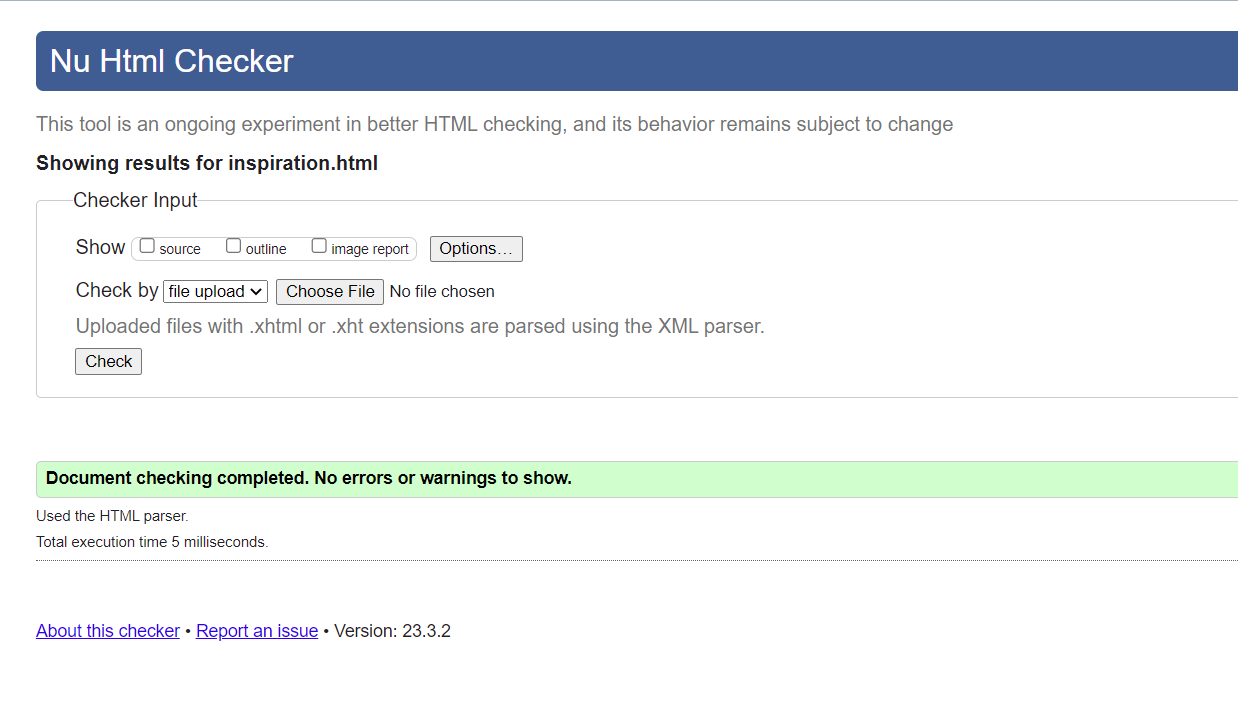 Nu Html Checker
This tool is an ongoing experiment in better HTML checking, and its behavior remains subject to change
Showing results for inspiration.html
Checker Input
Show source outline image report Options…
Check by file upload Choose File No file chosen
Uploaded files with .xhtml or .xht extensions are parsed using the XML parser.
Check
Document checking completed. No errors or warnings to show.
Used the HTML parser.
Total execution time 5 milliseconds.
About this checker • Report an issue • Version: 23.3.2